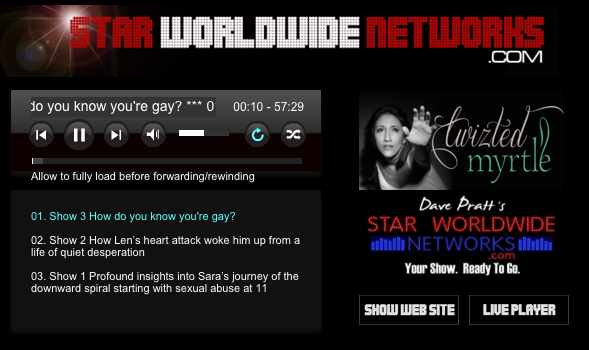 STAR WORLDWIDE NETWORKS
.COM
do you know you're gay? *** 0
00:10 - 57:29
Allow to fully load before forwarding/rewinding
01. Show 3 How do you know you're gay?
02. Show 2 How Len's heart attack woke him up from a
life of quiet desperation
03. Show 1 Profound insights into Sara's journey of the
downward spiral starting with sexual abuse at 11
twizted
myrtle
Dave Pratt's
STAR WORLDWIDE
NETWORKS
.com
Your Show. Ready To Go.
SHOW WEB SITE
LIVE PLAYER